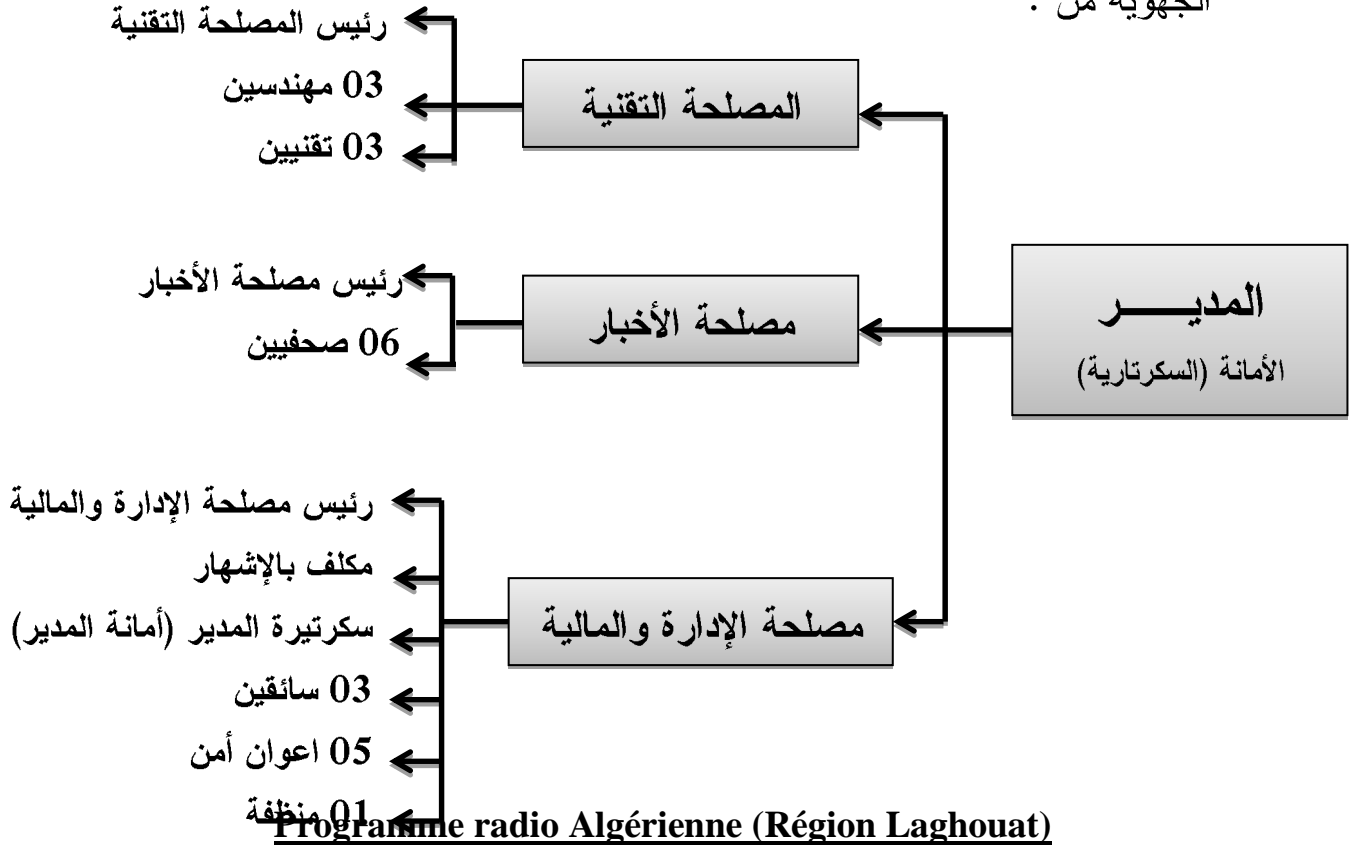 الجهوية من :
المديـــــر
الأمانة (السكرتارية)
المصلحة التقنية
رئيس المصلحة التقنية
03 مهندسين
03 تقنيين
مصلحة الأخبار
رئيس مصلحة الأخبار
06 صحفيين
مصلحة الإدارة والمالية
رئيس مصلحة الإدارة والمالية
مكلف بالإشهار
سكرتيرة المدير (أمانة المدير)
03 سائقين
05 اعوان أمن
01 منظفة
Programme radio Algérienne (Région Laghouat)